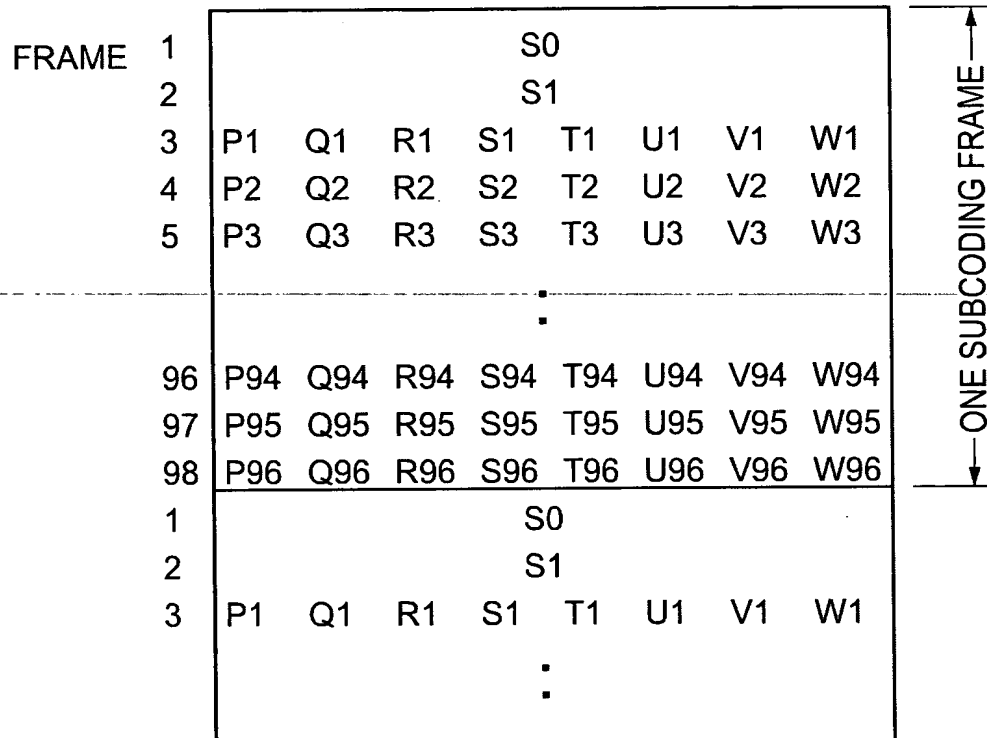 FRAME 1 S0
2 S1
3 P1 Q1 R1 S1 T1 U1 V1 W1
4 P2 Q2 R2 S2 T2 U2 V2 W2
5 P3 Q3 R3 S3 T3 U3 V3 W3
96 P94 Q94 R94 S94 T94 U94 V94 W94
97 P95 Q95 R95 S95 T95 U95 V95 W95
98 P96 Q96 R96 S96 T96 U96 V96 W96
1 S0
2 S1
3 P1 Q1 R1 S1 T1 U1 V1 W1
ONE SUBCODING FRAME